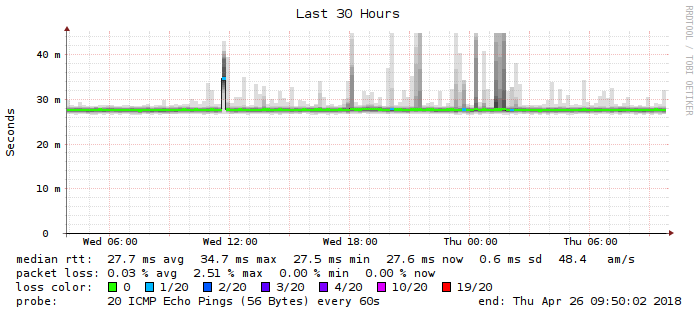 Last 30 Hours
RRDTOOL / TOBI OETIKER
Seconds
40 m
30 m
20 m
10 m
0
Wed 06:00 Wed 12:00 Wed 18:00 Thu 00:00 Thu 06:00
median rtt: 27.7 ms avg 34.7 ms max 27.5 ms min 27.6 ms now 0.6 ms sd 48.4 am/s
packet loss: 0.03 % avg 2.51 % max 0.00 % min 0.00 % now
loss color: 0 1/20 2/20 3/20 4/20 10/20 19/20
probe: 20 ICMP Echo Pings (56 Bytes) every 60s end: Thu Apr 26 09:50:02 2018